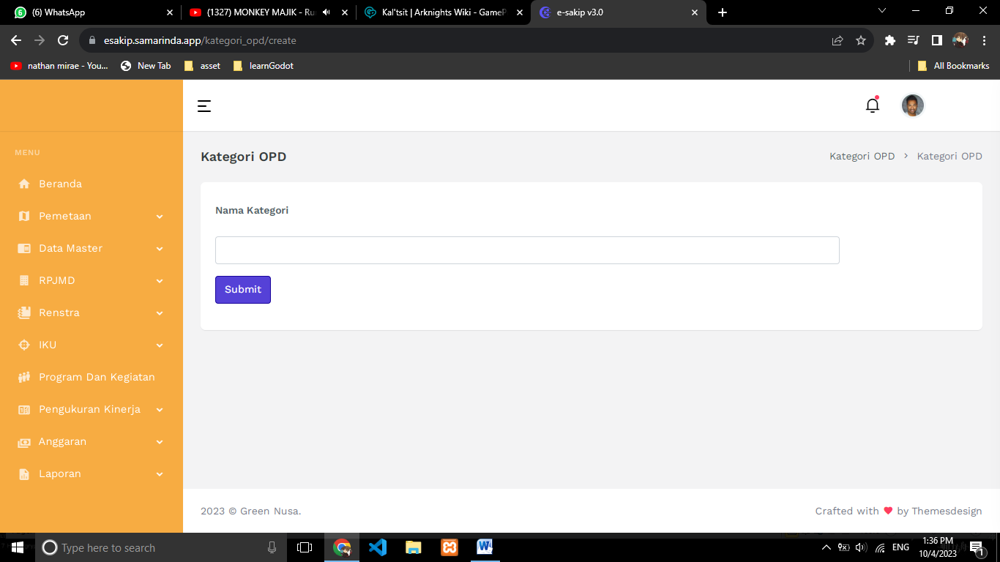 (6) WhatsApp
(1327) MONKEY MAJIK - Ru
Kal'tsit | Arknights Wiki - GameP
e-sakip v3.0
esakip.samarinda.app/kategori_opd/create
nathan mirae - You...
New Tab
asset
learnGodot
All Bookmarks
MENU
Beranda
Pemetaan
Data Master
RPJMD
Renstra
IKU
Program Dan Kegiatan
Pengukuran Kinerja
Anggaran
Laporan
Kategori OPD
Kategori OPD > Kategori OPD
Nama Kategori
Submit
2023 © Green Nusa.
Crafted with ❤ by Themesdesign
Type here to search
ENG
1:36 PM
10/4/2023
1